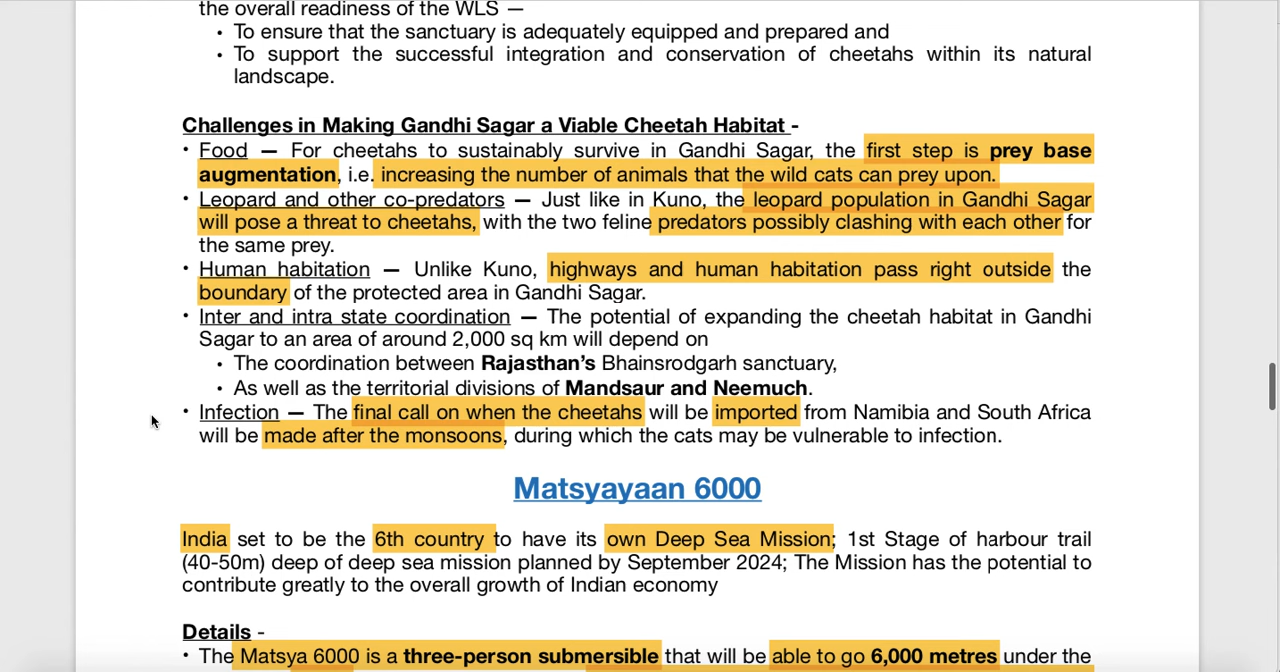 the overall readiness of the WLS —
• To ensure that the sanctuary is adequately equipped and prepared and
• To support the successful integration and conservation of cheetahs within its natural
landscape.
Challenges in Making Gandhi Sagar a Viable Cheetah Habitat -
• Food — For cheetahs to sustainably survive in Gandhi Sagar, the first step is prey base
augmentation, i.e. increasing the number of animals that the wild cats can prey upon.
• Leopard and other co-predators — Just like in Kuno, the leopard population in Gandhi Sagar
will pose a threat to cheetahs, with the two feline predators possibly clashing with each other for
the same prey.
• Human habitation — Unlike Kuno, highways and human habitation pass right outside the
boundary of the protected area in Gandhi Sagar.
• Inter and intra state coordination — The potential of expanding the cheetah habitat in Gandhi
Sagar to an area of around 2,000 sq km will depend on
• The coordination between Rajasthan’s Bhainsrodgarh sanctuary,
• As well as the territorial divisions of Mandsaur and Neemuch.
• Infection — The final call on when the cheetahs will be imported from Namibia and South Africa
will be made after the monsoons, during which the cats may be vulnerable to infection.
Matsyayaan 6000
India set to be the 6th country to have its own Deep Sea Mission; 1st Stage of harbour trail
(40-50m) deep of deep sea mission planned by September 2024; The Mission has the potential to
contribute greatly to the overall growth of Indian economy
Details -
• The Matsya 6000 is a three-person submersible that will be able to go 6,000 metres under the